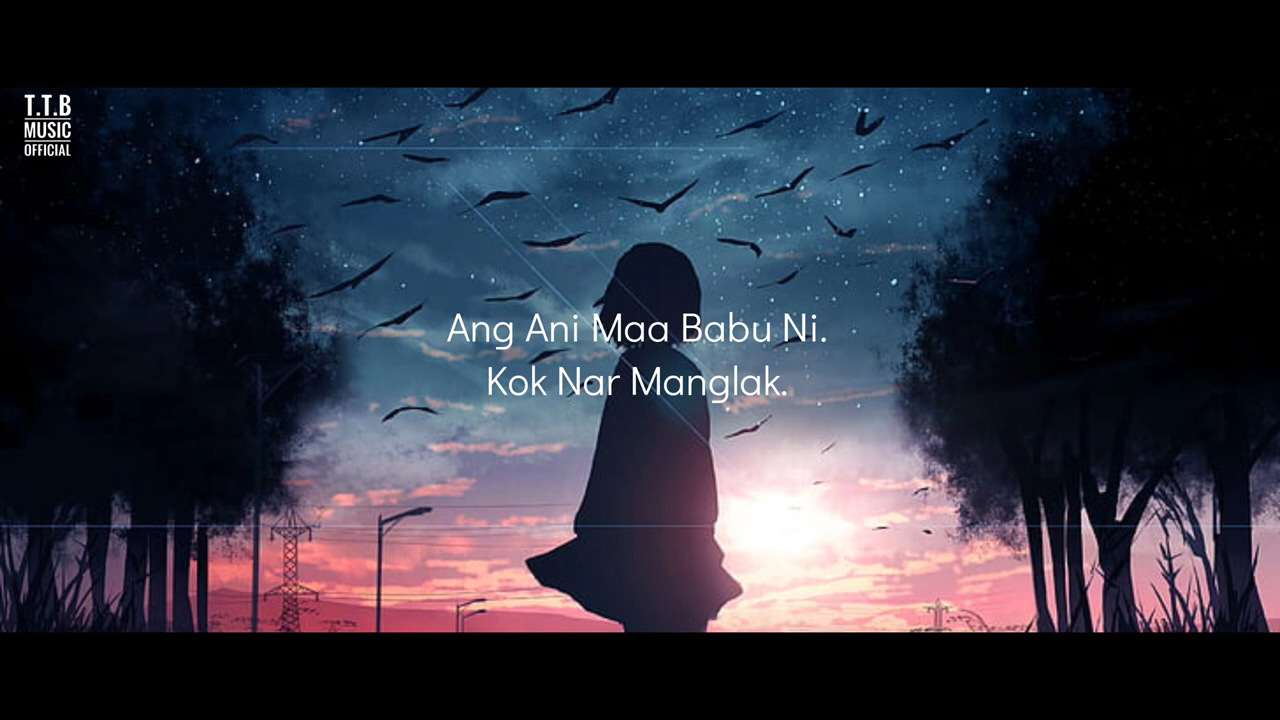 T.T.B
MUSIC
OFFICIAL
Ang Ani Maa Babu Ni.
Kok Nar Manglak.